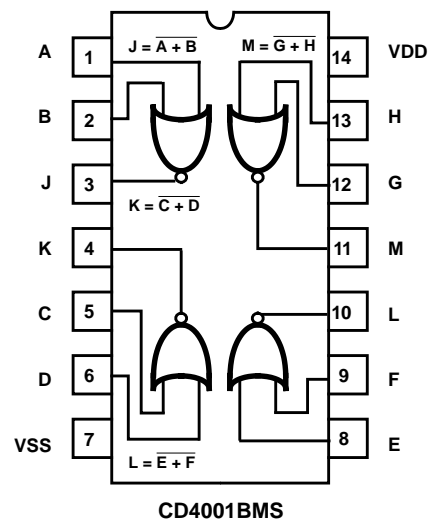 J = A + B
M = G + H
A 1
14 VDD
B 2
13 H
J 3
12 G
K = C + D
K 4
11 M
C 5
10 L
D 6
9 F
VSS 7
8 E
L = E + F
CD4001BMS